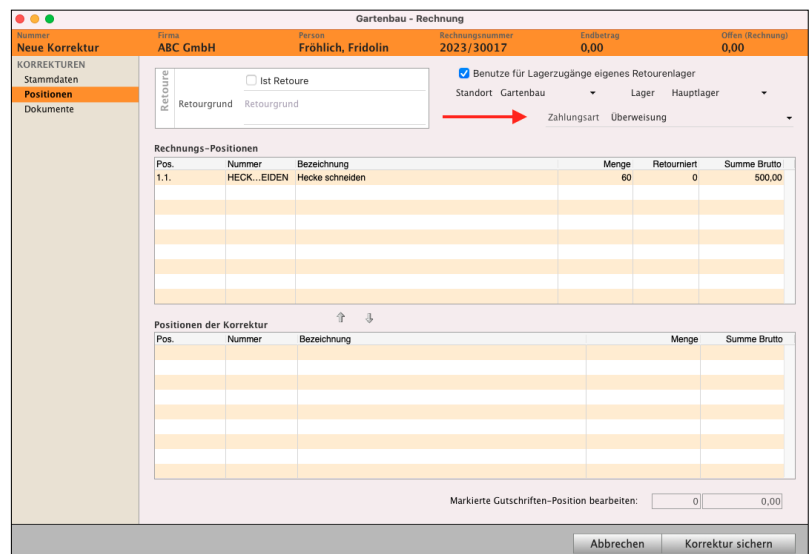 Gartenbau - Rechnung
Nummer Firma Person Rechnungsnummer Endbetrag Offen (Rechnung)
Neue Korrektur ABC GmbH Fröhlich, Fridolin 2023/30017 0,00 0,00
KORREKTUREN
Stammdaten
Positionen
Dokumente
Retoure
Ist Retoure
Retourgrund Retourgrund
Benutze für Lagerzugänge eigenes Retourenlager
Standort Gartenbau Lager Hauptlager
Zahlungsart Überweisung
Rechnungs-Positionen
Pos. Nummer Bezeichnung Menge Retourniert Summe Brutto
1.1. HECK...EIDEN Hecke schneiden 60 0 500,00
Positionen der Korrektur
Pos. Nummer Bezeichnung Menge Summe Brutto
Markierte Gutschriften-Position bearbeiten: 0 0,00
Abbrechen Korrektur sichern